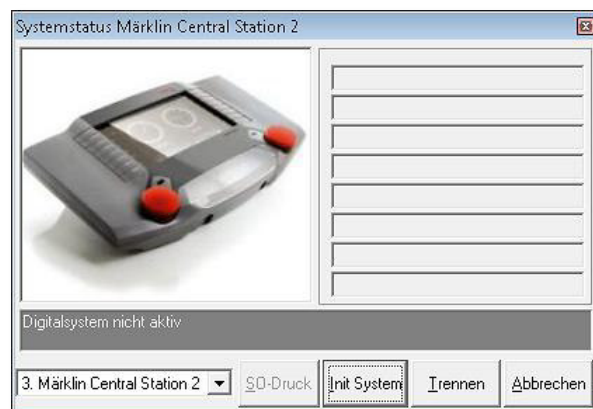 Systemstatus Märklin Central Station 2
Digitalsystem nicht aktiv
3. Märklin Central Station 2 SO-Druck Init System Trennen Abbrechen